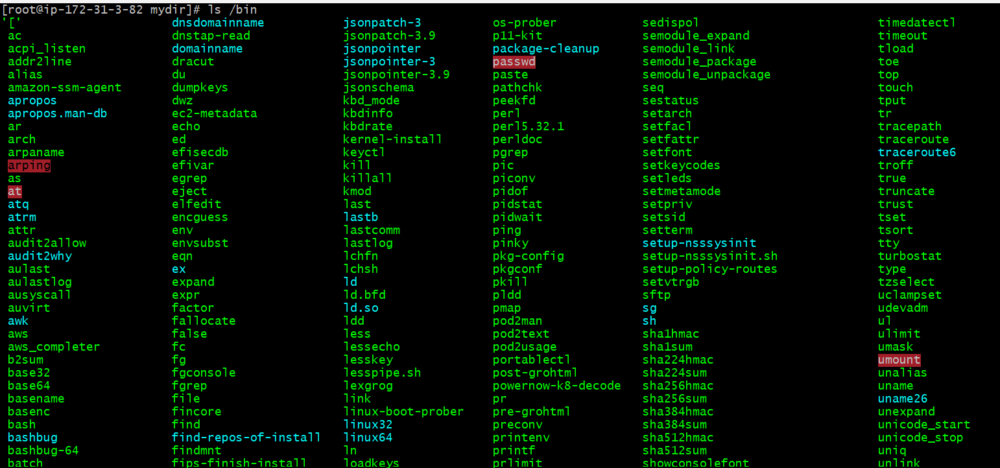 [root@ip-172-31-3-82 mydir]# ls /bin
'[' dnsdomainname jsonpatch-3 os-prober sedispol timedatectl
ac dnstap-read jsonpatch-3.9 p11-kit semodule_expand timeout
acpi_listen domainname jsonpointer package-cleanup semodule_link tload
addr2line dracut jsonpointer-3 passwd semodule_package toe
alias du jsonpointer-3.9 paste semodule_unpackage top
amazon-ssm-agent dumpkeys jsonschema pathchk seq touch
apropos dwz kbd_mode peekfd sestatus tput
apropos.man-db ec2-metadata kbdinfo perl setarch tr
ar echo kbdrate perl5.32.1 setfacl tracepath
arch ed kernel-install perldoc setfattr traceroute
arpaname efisecdb keyctl pgrep setfont traceroute6
arping efivar kill pic setkeycodes troff
as egrep killall piconv setleds true
at eject kmod pidof setmetamode truncate
atq elfedit last pidstat setpriv trust
atrm encguess lastb pidwait setsid tset
attr env lastcomm ping setterm tsort
audit2allow envsubst lastlog pinky setup-nsssysinit tty
audit2why eqn lchfn pkg-config setup-nsssysinit.sh turbostat
aulast ex lchsh pkgconf setup-policy-routes type
aulastlog expand ld pkill setvtrgb tzselect
ausyscall expr ld.bfd pldd sftp uclampset
auvirt factor ld.so pmap sg udevadm
awk fallocate ldd pod2man sh ul
aws false less pod2text sha1hmac ulimit
aws_completer fc lessecho pod2usage sha1sum umask
b2sum fg lesskey portablectl sha224hmac umount
base32 fgconsole lesspipe.sh post-grohtml sha224sum unalias
base64 fgrep lexgrog powernow-k8-decode sha256hmac uname
basename file link pr sha256sum uname26
basenc fincore linux-boot-prober pre-grohtml sha384hmac unexpand
bash find linux32 preconv sha384sum unicode_start
bashbug find-repos-of-install linux64 printenv sha512hmac unicode_stop
bashbug-64 findmnt ln printf sha512sum uniq
batch fips-finish-install loadkeys prlimit showconsolefont unlink